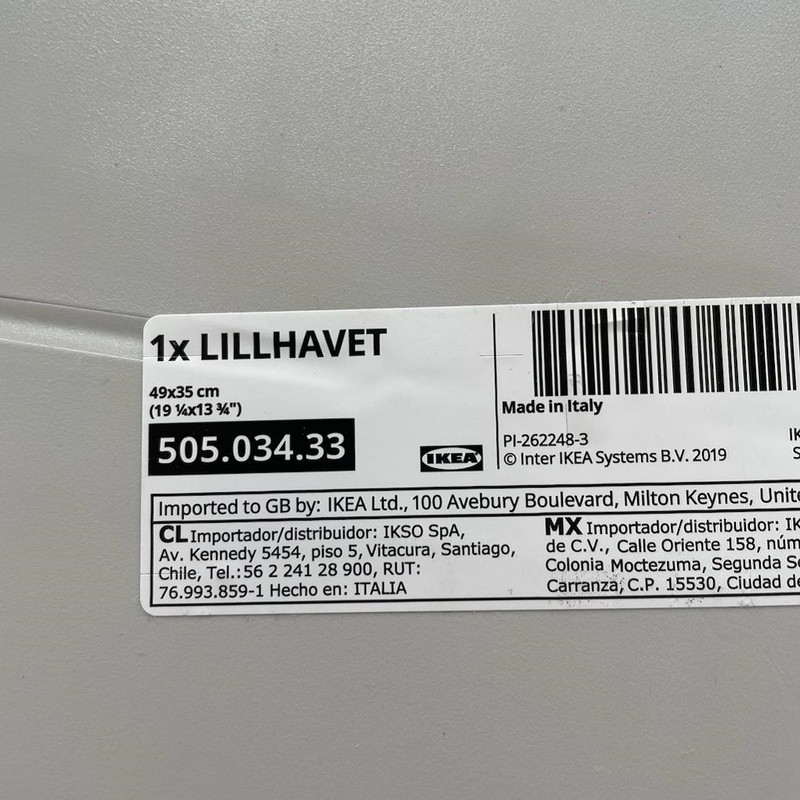 1x LILLHAVET
49x35 cm
(19 ¼x13 ¾")
505.034.33
IKEA
Made in Italy
PI-262248-3
© Inter IKEA Systems B.V. 2019
Imported to GB by: IKEA Ltd., 100 Avebury Boulevard, Milton Keynes,
CL Importador/distribuidor: IKSO SpA,
Av. Kennedy 5454, piso 5, Vitacura, Santiago,
Chile, Tel.:56 2 241 28 900, RUT:
76.993.859-1 Hecho en: ITALIA
MX Importador/distribuidor:
de C.V., Calle Oriente 158,
Colonia Moctezuma, Segunda
Carranza, C.P. 15530, Ciudad